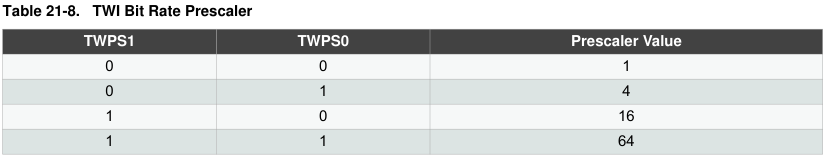 Table 21-8. TWI Bit Rate Prescaler
TWPS1 TWPS0 Prescaler Value
0 0 1
0 1 4
1 0 16
1 1 64